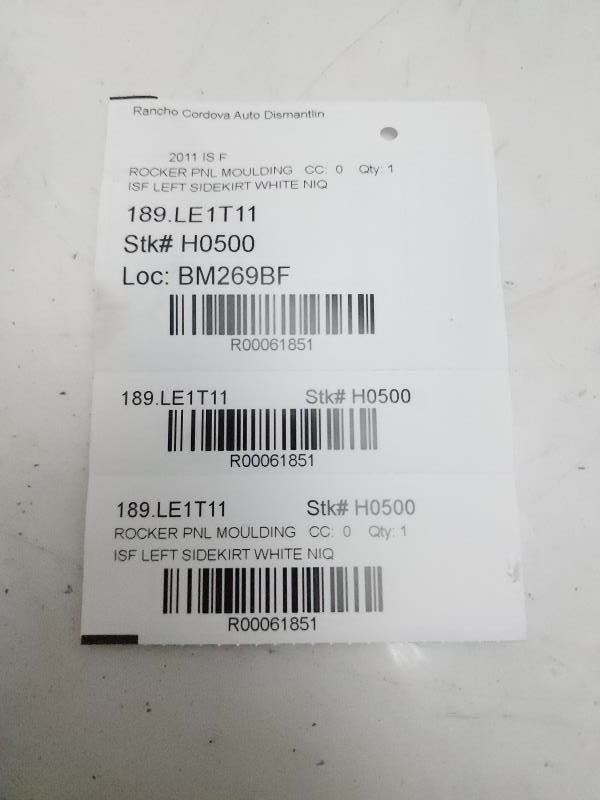 Rancho Cordova Auto Dismantlin
2011 IS F
ROCKER PNL MOULDING CC: 0 Qty: 1
ISF LEFT SIDEKIRT WHITE NIQ
189.LE1T11
Stk# H0500
Loc: BM269BF
R00061851
189.LE1T11 Stk# H0500
R00061851
189.LE1T11 Stk# H0500
ROCKER PNL MOULDING CC: 0 Qty: 1
ISF LEFT SIDEKIRT WHITE NIQ
R00061851